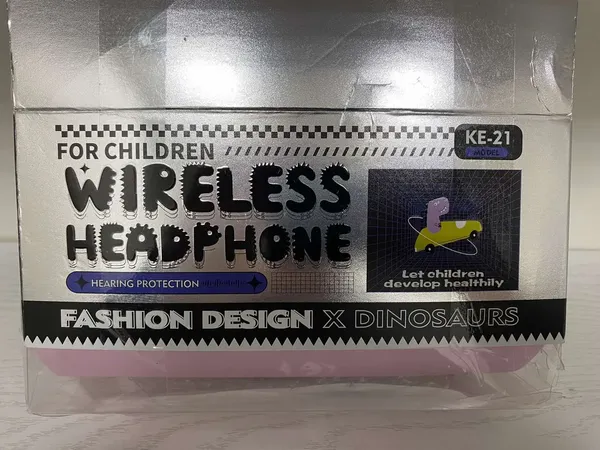 FOR CHILDREN
KE-21
MODEL
WIRELESS
HEADPHONE
HEARING PROTECTION
Let children
develop healthily
FASHION DESIGN X DINOSAURS